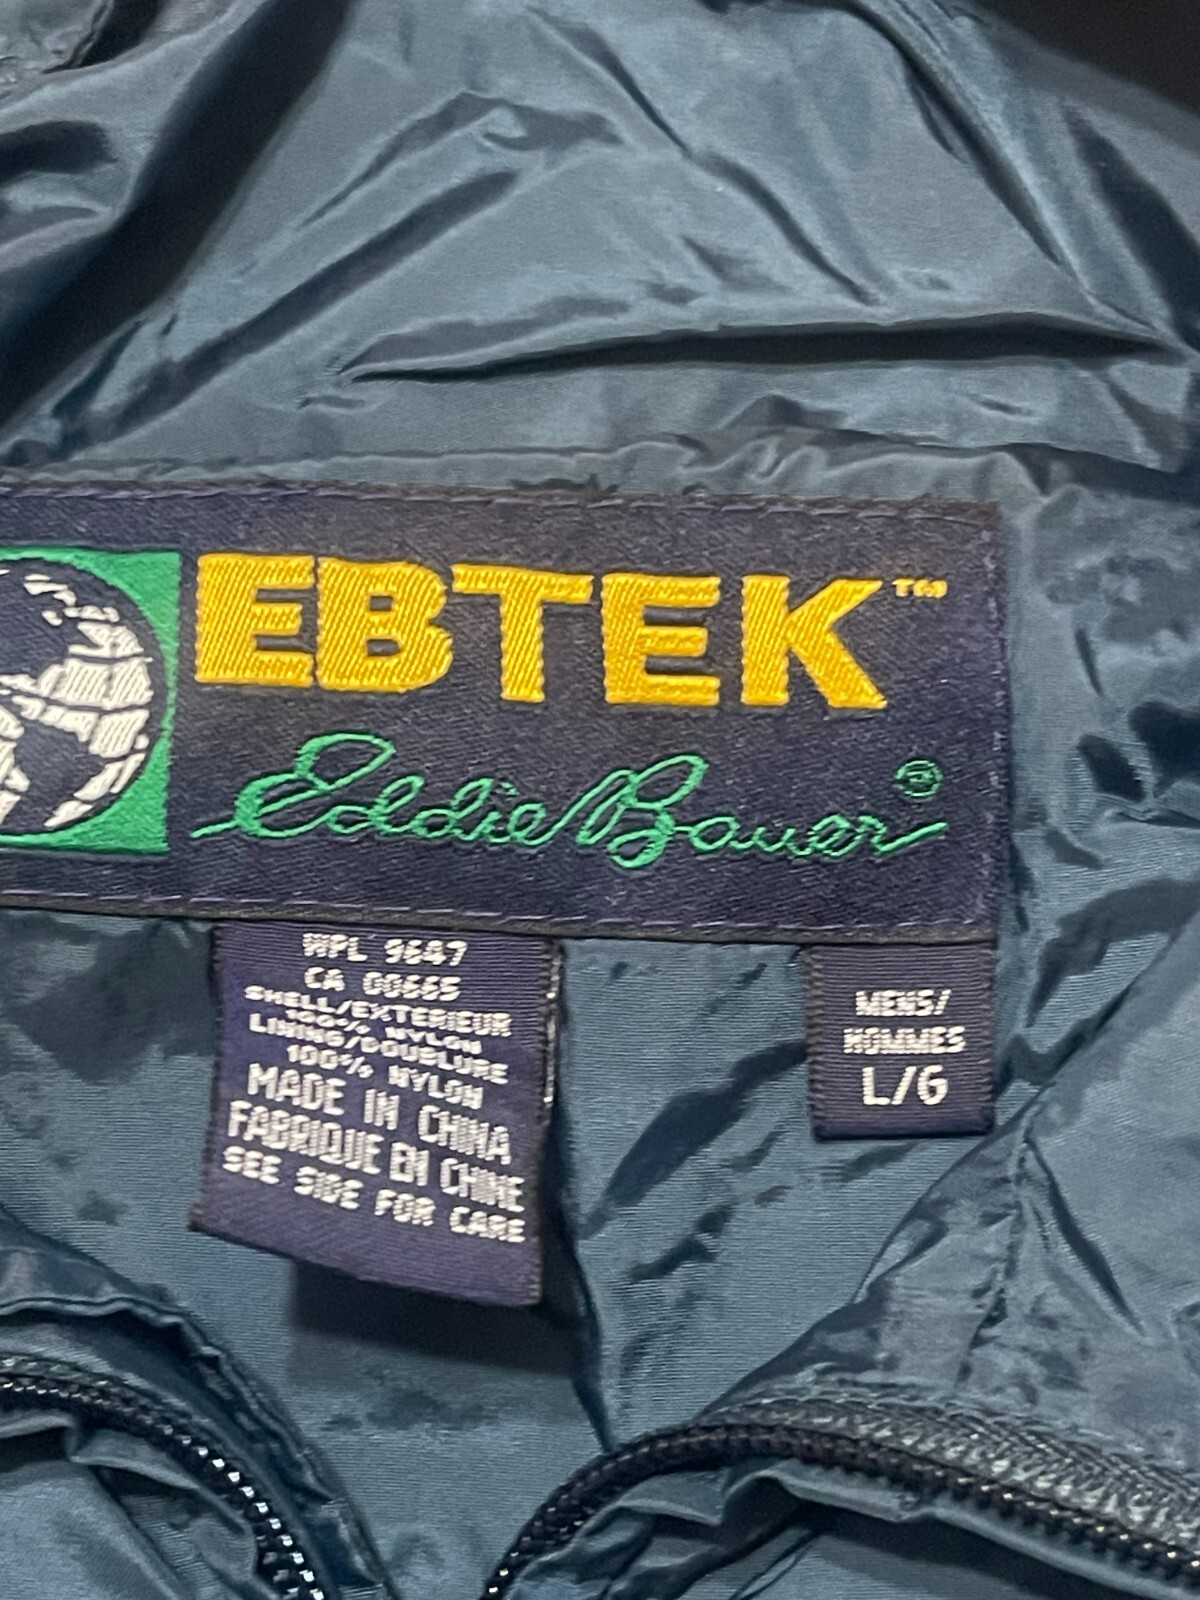 EBTEK™
Eddie Bauer®
WPL 9647
CA 00665
SHELL/EXTERIEUR
100% NYLON
LINING/DOUBLURE
100% NYLON
MADE IN CHINA
FABRIQUE EN CHINE
SEE SIDE FOR CARE
MENS/
HOMMES
L/G